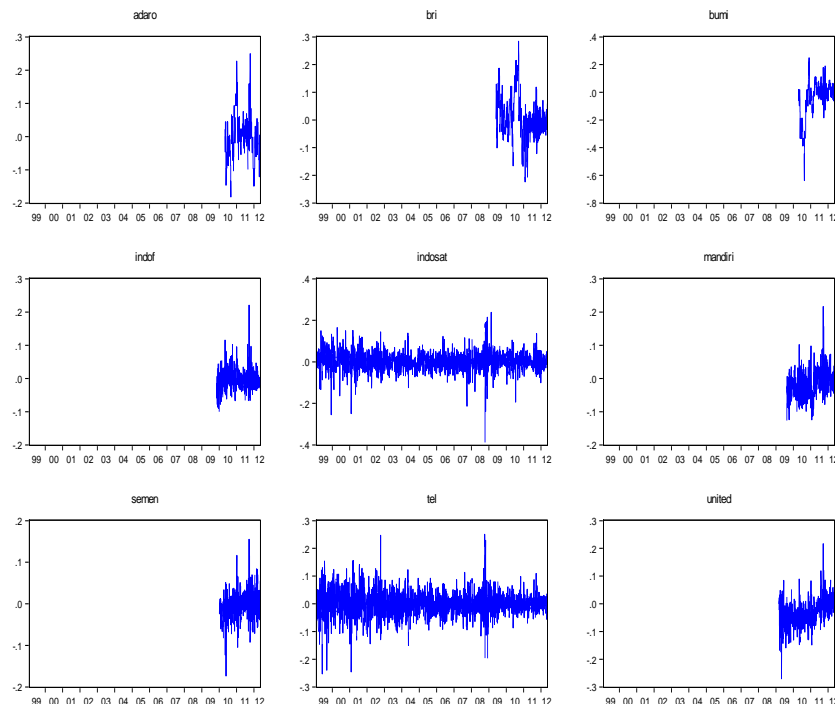 adaro bri bumi
.3 .3 .4
.2 .2 .2
.1 .1 .0
.0 .0 -.2
-.1 -.1 -.4
-.2 -.6
-.2 -.3 -.8
99 00 01 02 03 04 05 06 07 08 09 10 11 12 99 00 01 02 03 04 05 06 07 08 09 10 11 12 99 00 01 02 03 04 05 06 07 08 09 10 11 12
indof indosat mandiri
.3 .4 .3
.2 .2
.2
.1 .1
.0
.0 .0
-.2
-.1 -.1
-.2 -.4 -.2
99 00 01 02 03 04 05 06 07 08 09 10 11 12 99 00 01 02 03 04 05 06 07 08 09 10 11 12 99 00 01 02 03 04 05 06 07 08 09 10 11 12
semen tel united
.2 .3 .3
.2 .2
.1
.1 .1
.0 .0 .0
-.1 -.1
-.1
-.2 -.2
-.2 -.3 -.3
99 00 01 02 03 04 05 06 07 08 09 10 11 12 99 00 01 02 03 04 05 06 07 08 09 10 11 12 99 00 01 02 03 04 05 06 07 08 09 10 11 12